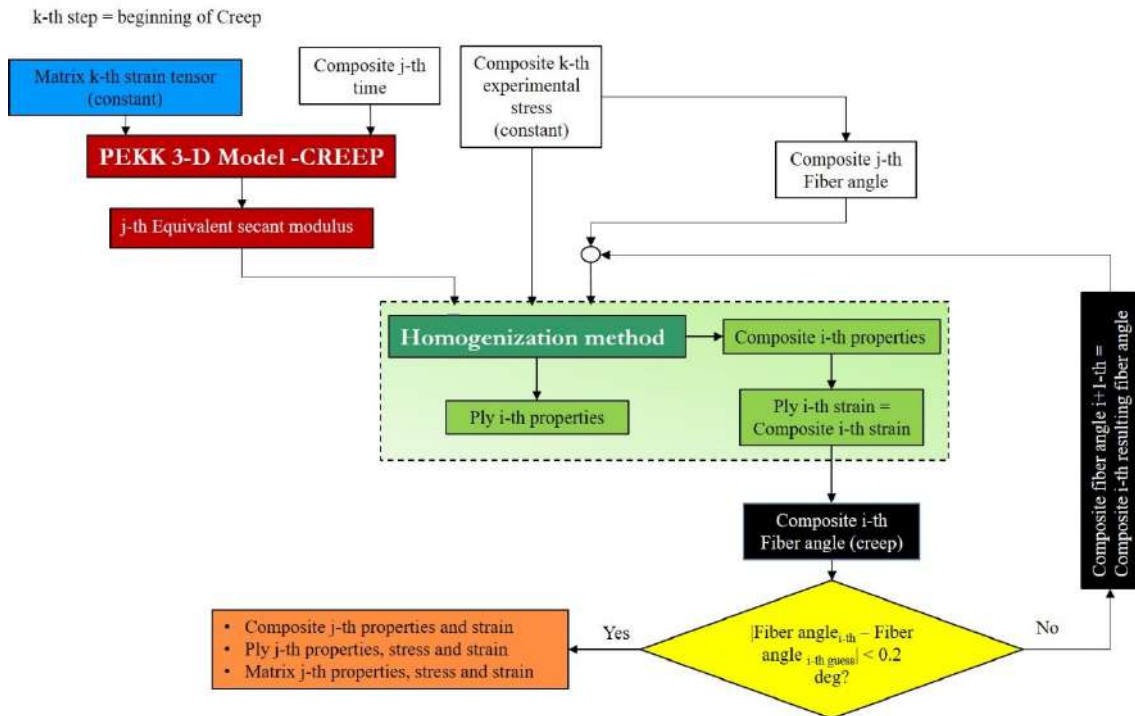 k-th step = beginning of Creep
Matrix k-th strain tensor
(constant)
Composite j-th
time
Composite k-th
experimental
stress
(constant)
PEKK 3-D Model -CREEP
Composite j-th
Fiber angle
j-th Equivalent secant modulus
Homogenization method
Composite i-th properties
Ply i-th properties
Ply i-th strain =
Composite i-th strain
Composite fiber angle i+1-th =
Composite i-th resulting fiber angle
Composite i-th
Fiber angle (creep)
• Composite j-th properties and strain
• Ply j-th properties, stress and strain
• Matrix j-th properties, stress and strain
Yes
|Fiber angle i-th – Fiber
angle i-th guess| < 0.2
deg?
No